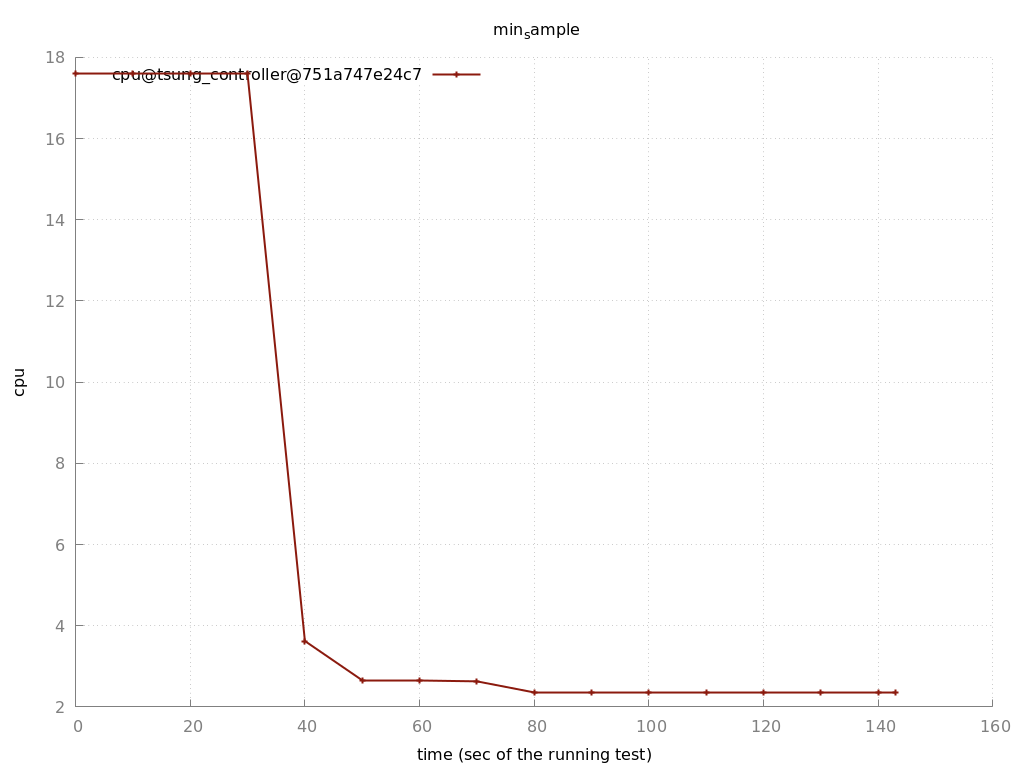 min_sample
18
cpu@tsung_controller@751a747e24c7
16
14
12
10
cpu
8
6
4
2
0 20 40 60 80 100 120 140 160
time (sec of the running test)